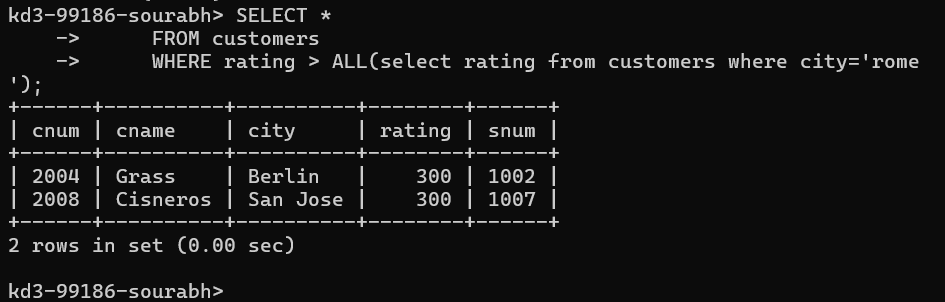 kd3-99186-sourabh> SELECT *
    ->      FROM customers
    ->      WHERE rating > ALL(select rating from customers where city='rome
');
+------+----------+----------+--------+------+
| cnum | cname    | city     | rating | snum |
+------+----------+----------+--------+------+
| 2004 | Grass    | Berlin   |    300 | 1002 |
| 2008 | Cisneros | San Jose |    300 | 1007 |
+------+----------+----------+--------+------+
2 rows in set (0.00 sec)

kd3-99186-sourabh>